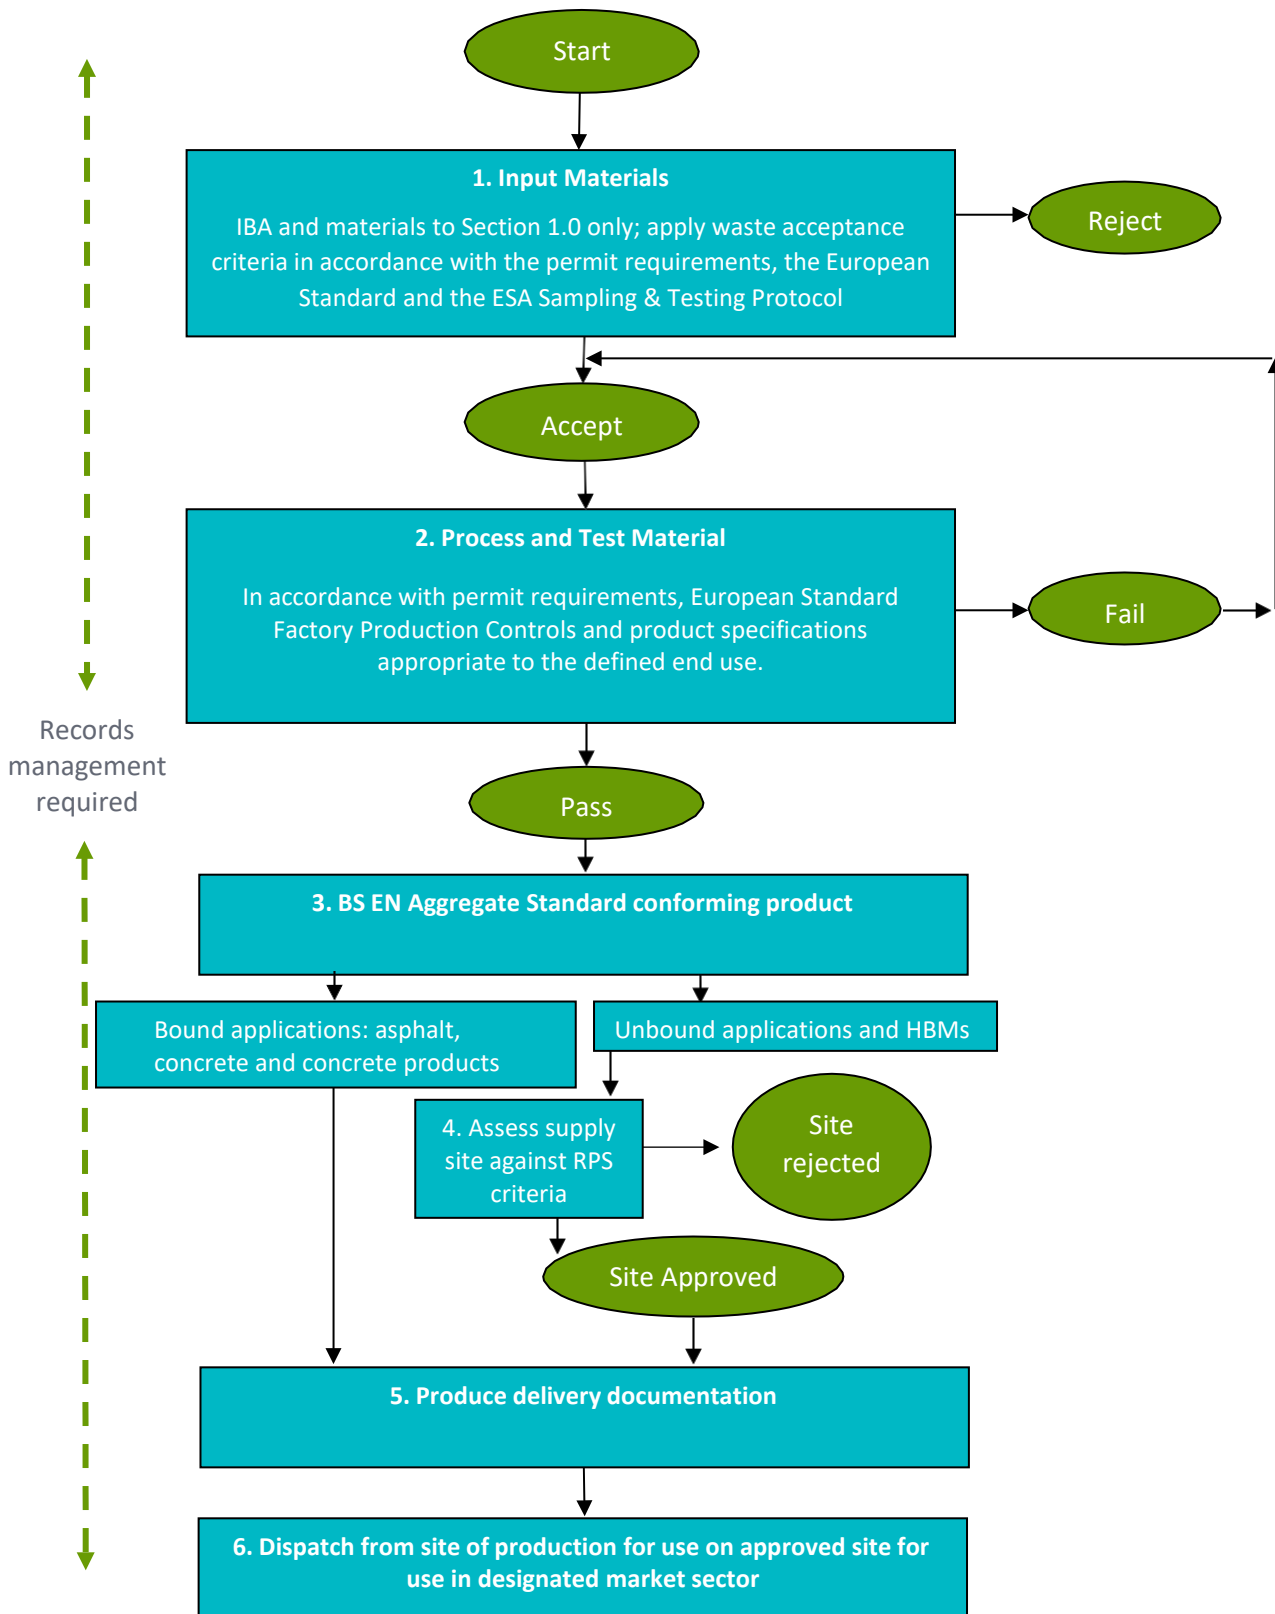 Start
1. Input Materials
IBA and materials to Section 1.0 only; apply waste acceptance
criteria in accordance with the permit requirements, the European
Standard and the ESA Sampling & Testing Protocol
Reject
Accept
2. Process and Test Material
In accordance with permit requirements, European Standard
Factory Production Controls and product specifications
appropriate to the defined end use.
Fail
Records
management
required
Pass
3. BS EN Aggregate Standard conforming product
Bound applications: asphalt,
concrete and concrete products
Unbound applications and HBMs
4. Assess supply
site against RPS
criteria
Site
rejected
Site Approved
5. Produce delivery documentation
6. Dispatch from site of production for use on approved site for
use in designated market sector